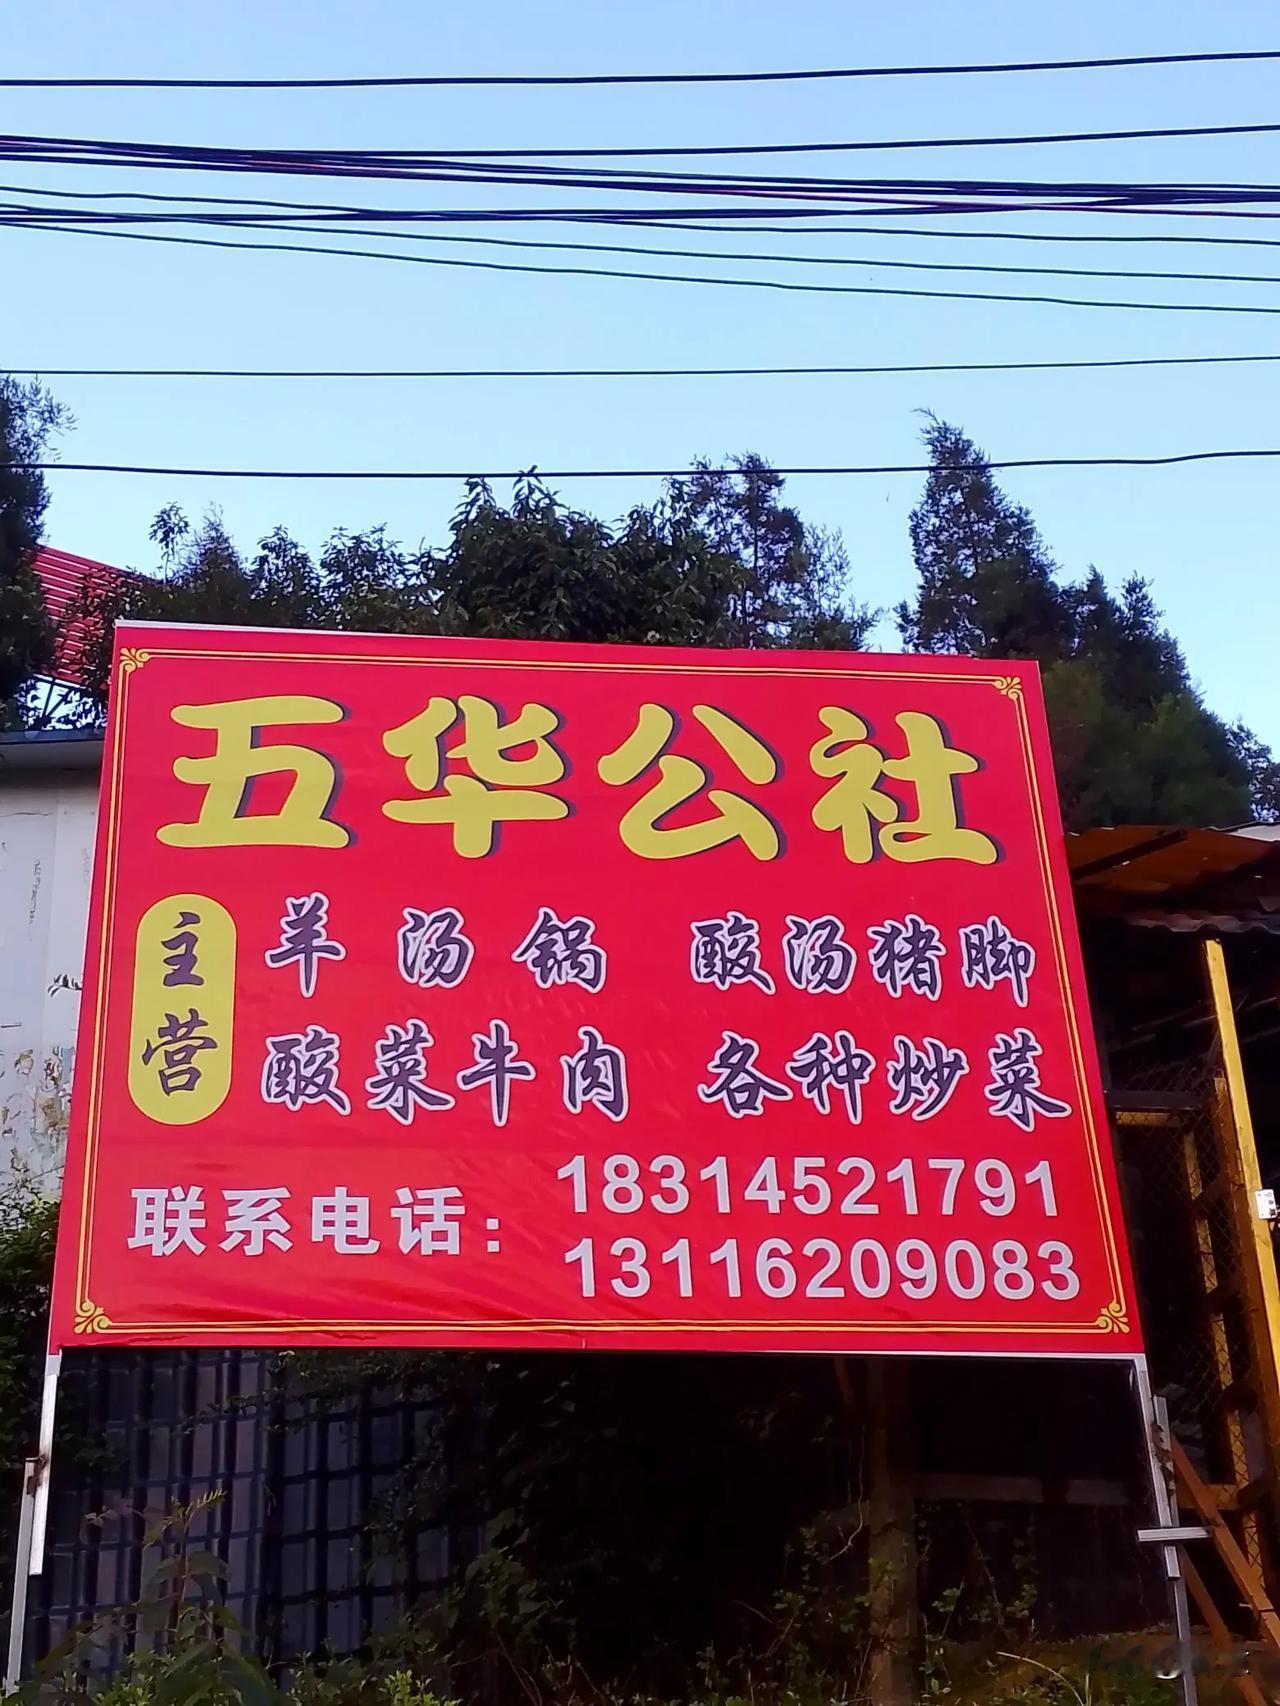 五华公社
主营
羊汤锅 酸汤猪脚
酸菜牛肉 各种炒菜
联系电话：
18314521791
13116209083